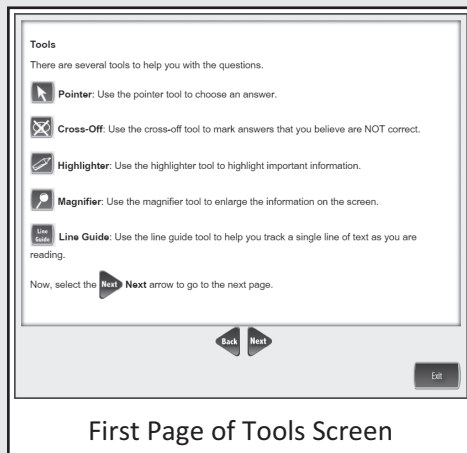 Tools
There are several tools to help you with the questions.
Pointer: Use the pointer tool to choose an answer.
Cross-Off: Use the cross-off tool to mark answers that you believe are NOT correct.
Highlighter: Use the highlighter tool to highlight important information.
Magnifier: Use the magnifier tool to enlarge the information on the screen.
Line Guide Line Guide: Use the line guide tool to help you track a single line of text as you are
reading.
Now, select the Next Next arrow to go to the next page.
Back Next
Exit
First Page of Tools Screen